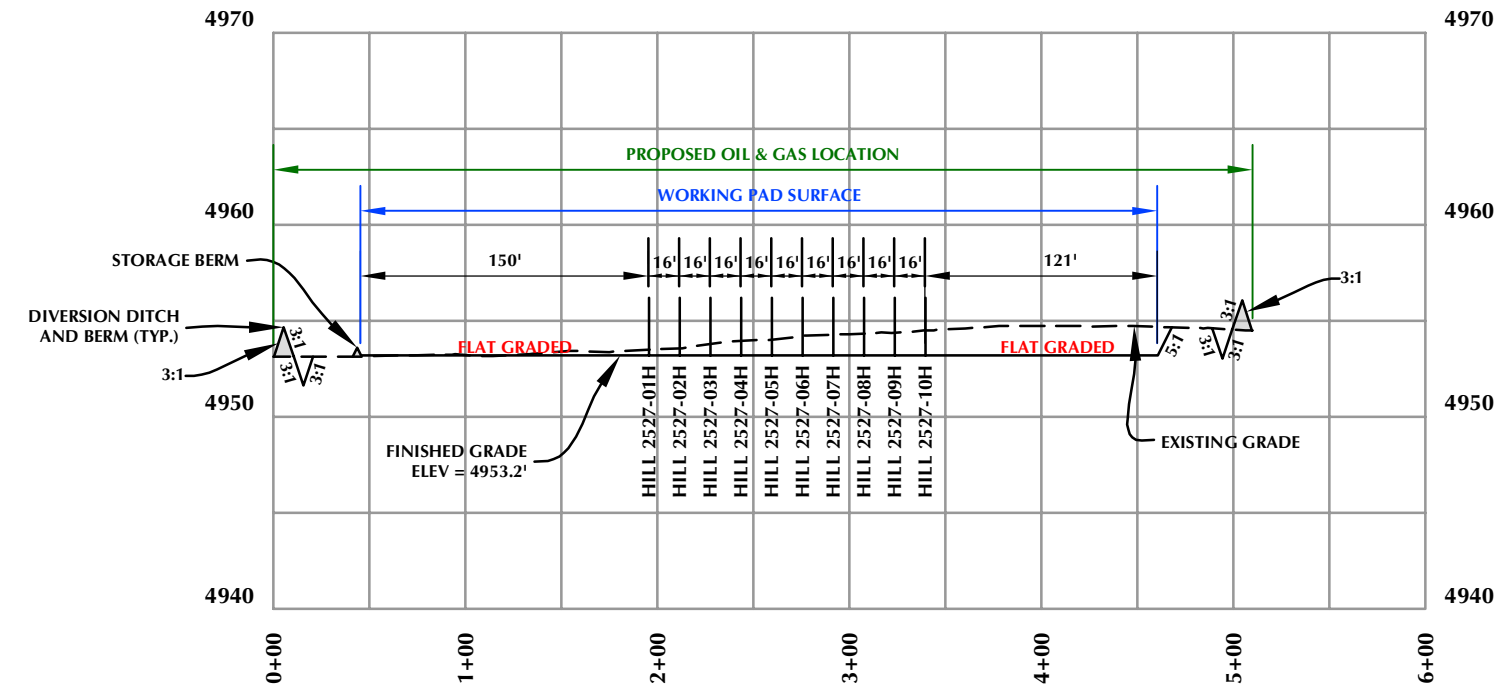 4970
4970
PROPOSED OIL & GAS LOCATION
WORKING PAD SURFACE
4960
4960
STORAGE BERM
150'
16'
16'
16'
16'
16'
16'
16'
16'
16'
121'
3:1
DIVERSION DITCH
AND BERM (TYP.)
3:1
3:1
3:1
3:1
FLAT GRADED
FLAT GRADED
5:1
3:1
3:1
3:1
4950
4950
FINISHED GRADE
ELEV = 4953.2'
HILL 2527-01H
HILL 2527-02H
HILL 2527-03H
HILL 2527-04H
HILL 2527-05H
HILL 2527-06H
HILL 2527-07H
HILL 2527-08H
HILL 2527-09H
HILL 2527-10H
EXISTING GRADE
4940
4940
0+00
1+00
2+00
3+00
4+00
5+00
6+00